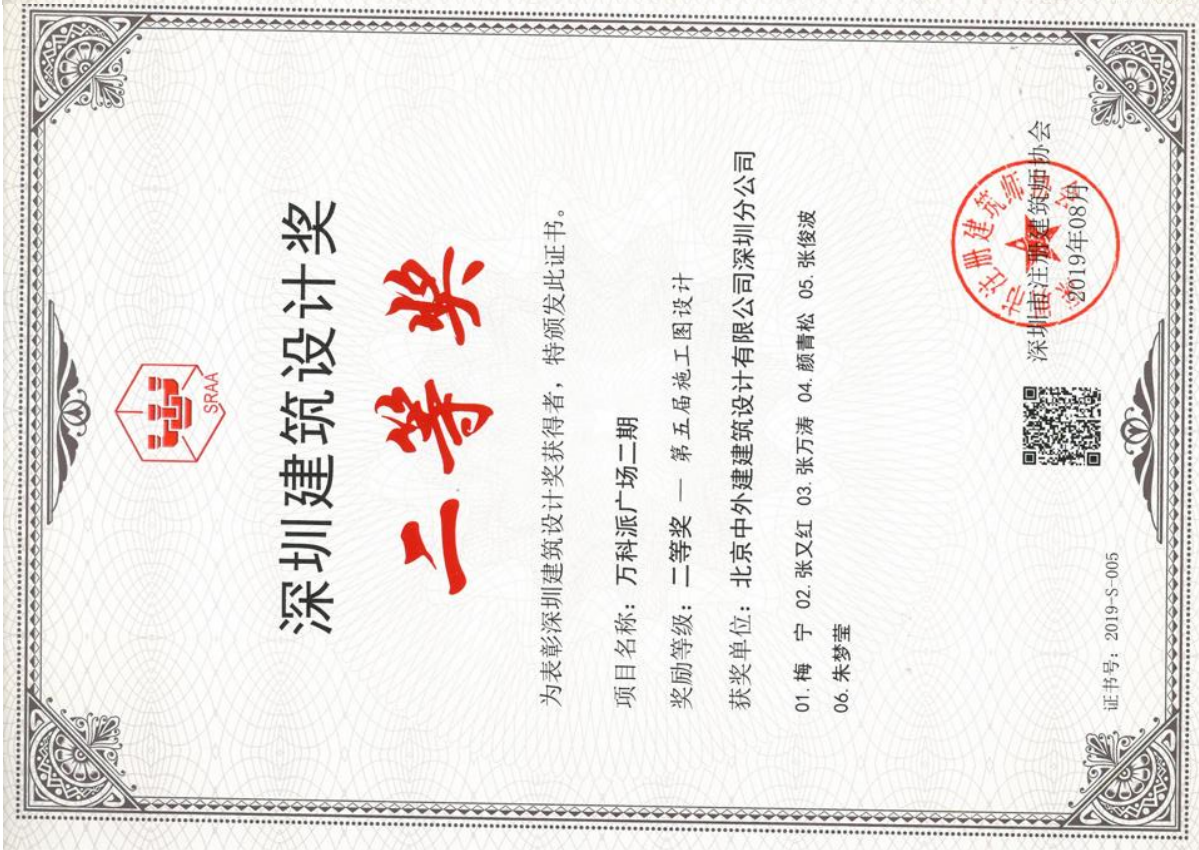 SRAA
深圳建筑设计奖
二等奖
为表彰深圳建筑设计奖获得者，特颁发此证书。
项目名称：万科派广场二期
奖励等级：二等奖 — 第五届施工图设计
获奖单位：北京中外建建筑设计有限公司深圳分公司
01.梅 宁 02.张又红 03.张万涛 04.颜青松 05.张俊波
06.朱梦莹
深圳市注册建筑师协会
2019年08月
证书号：2019-S-005